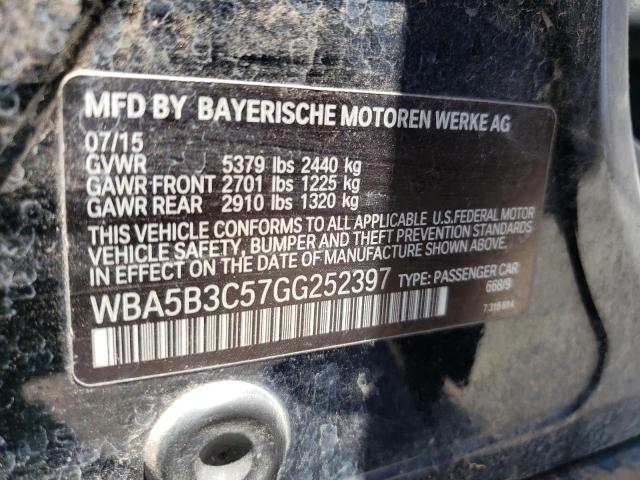 MFD BY BAYERISCHE MOTOREN WERKE AG
07/15
GVWR 5379 lbs 2440 kg
GAWR FRONT 2701 lbs 1225 kg
GAWR REAR 2910 lbs 1320 kg
THIS VEHICLE CONFORMS TO ALL APPLICABLE U.S.FEDERAL MOTOR
VEHICLE SAFETY, BUMPER AND THEFT PREVENTION STANDARDS
IN EFFECT ON THE DATE OF MANUFACTURE SHOWN ABOVE.
WBA5B3C57GG252397 TYPE: PASSENGER CAR
668/9